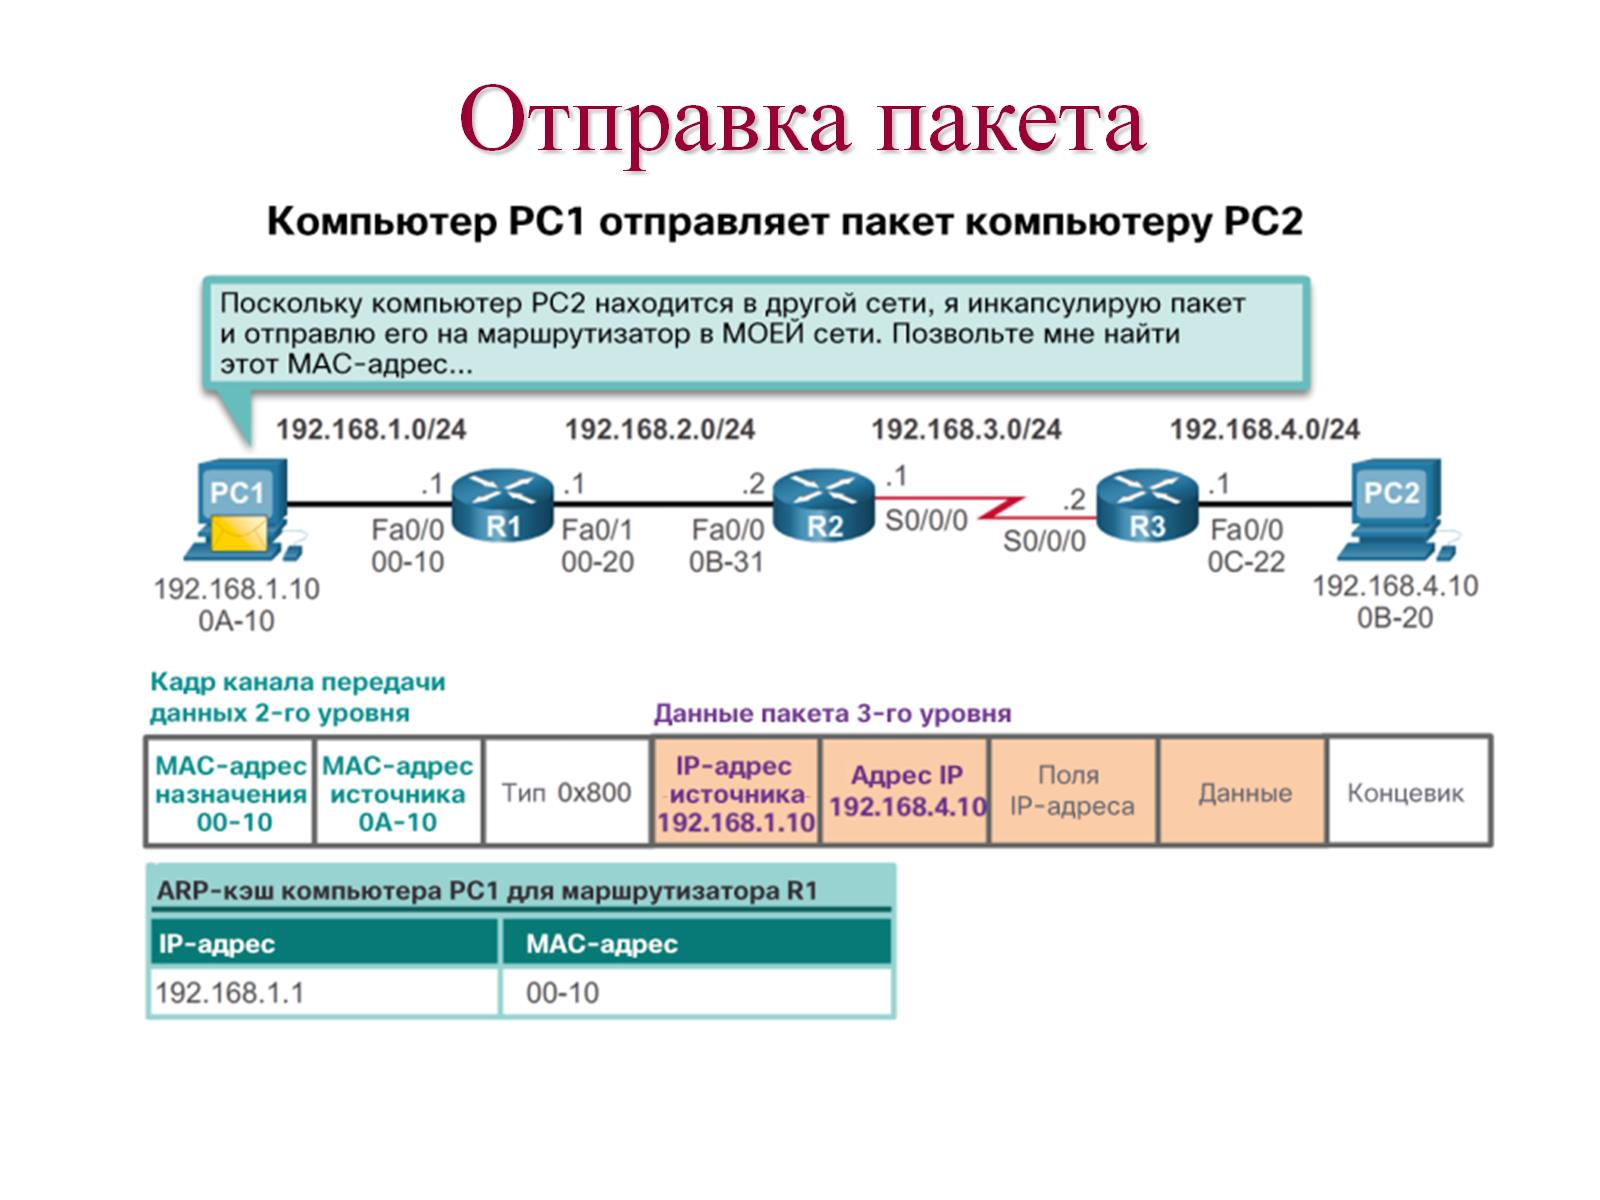 Отправка пакета
Компьютер PC1 отправляет пакет компьютеру PC2
Поскольку компьютер PC2 находится в другой сети, я инкапсулирую пакет
и отправлю его на маршрутизатор в МОЕЙ сети. Позвольте мне найти
этот MAC-адрес...
192.168.1.0/24
192.168.2.0/24
192.168.3.0/24
192.168.4.0/24
PC1
.1
R1
.1
.2
R2
.1
.2
R3
.1
PC2
Fa0/0
00-10
Fa0/1
00-20
Fa0/0
0B-31
S0/0/0
S0/0/0
Fa0/0
0C-22
192.168.1.10
0A-10
192.168.4.10
0B-20
Кадр канала передачи
данных 2-го уровня
Данные пакета 3-го уровня
MAC-адрес
назначения
00-10
MAC-адрес
источника
0A-10
Тип 0x800
IP-адрес
источника
192.168.1.10
Адрес IP
192.168.4.10
Поля
IP-адреса
Данные
Концевик
ARP-кэш компьютера PC1 для маршрутизатора R1
IP-адрес
MAC-адрес
192.168.1.1
00-10